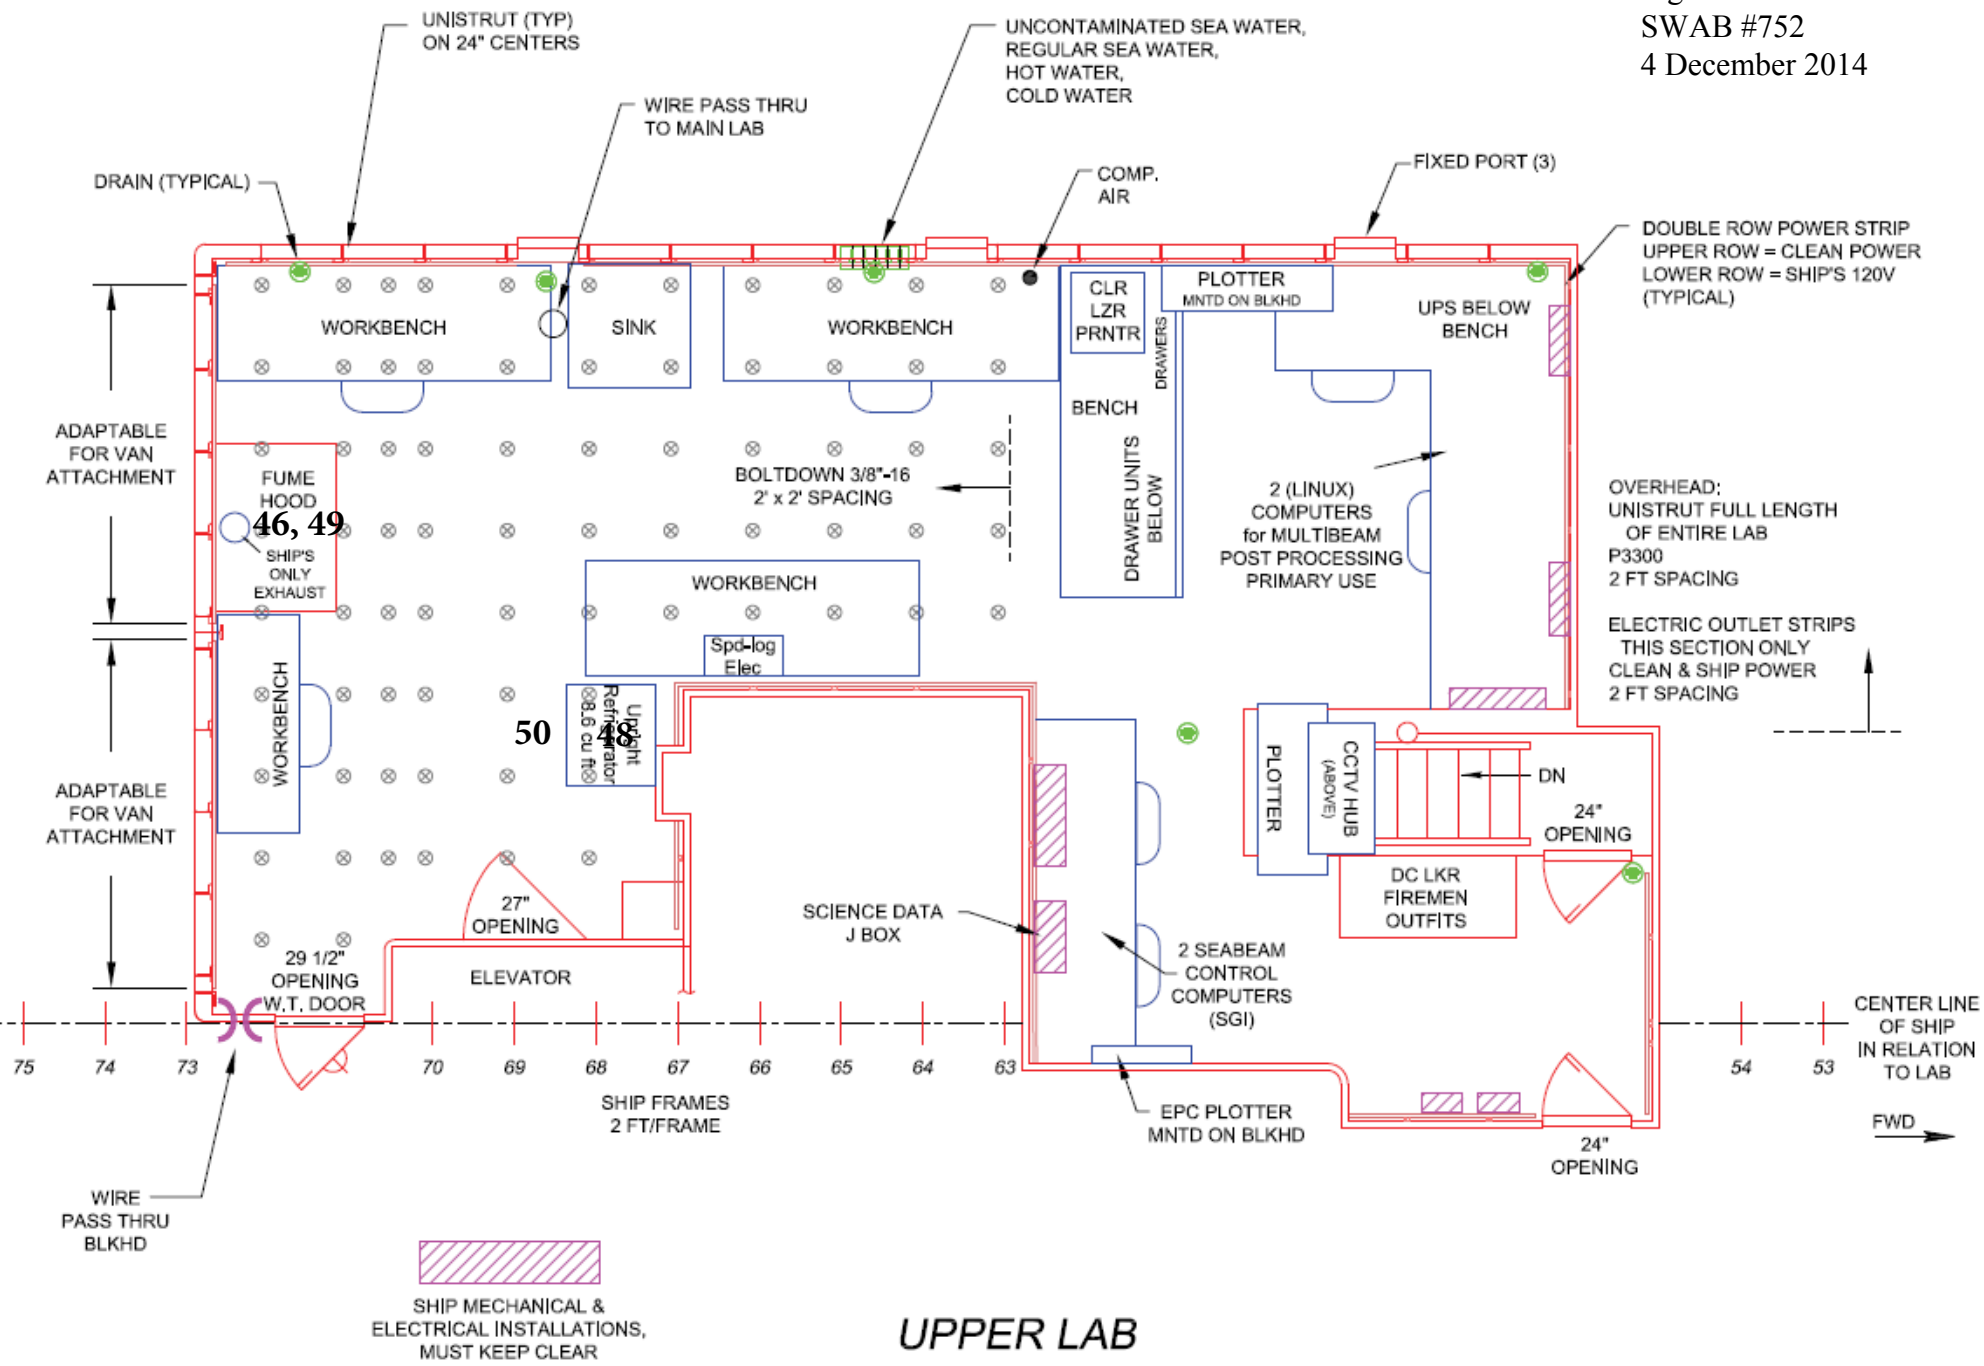 SWAB #752
4 December 2014
UNISTRUT (TYP)
ON 24" CENTERS
UNCONTAMINATED SEA WATER,
REGULAR SEA WATER,
HOT WATER,
COLD WATER
WIRE PASS THRU
TO MAIN LAB
DRAIN (TYPICAL)
COMP.
AIR
FIXED PORT (3)
DOUBLE ROW POWER STRIP
UPPER ROW = CLEAN POWER
LOWER ROW = SHIP'S 120V
(TYPICAL)
WORKBENCH
SINK
WORKBENCH
CLR
LZR
PRNTR
DRAWERS
PLOTTER
MNTD ON BLKHD
UPS BELOW
BENCH
BENCH
DRAWER UNITS
BELOW
ADAPTABLE
FOR VAN
ATTACHMENT
FUME
HOOD
46, 49
SHIP'S
ONLY
EXHAUST
BOLTDOWN 3/8"-16
2' x 2' SPACING
2 (LINUX)
COMPUTERS
for MULTIBEAM
POST PROCESSING
PRIMARY USE
OVERHEAD:
UNISTRUT FULL LENGTH
OF ENTIRE LAB
P3300
2 FT SPACING
ELECTRIC OUTLET STRIPS
THIS SECTION ONLY
CLEAN & SHIP POWER
2 FT SPACING
WORKBENCH
Spd-log
Elec
WORKBENCH
50
48
Upright
Refrigerator
8.6 cu ft
PLOTTER
CCTV HUB
(ABOVE)
DN
24"
OPENING
ADAPTABLE
FOR VAN
ATTACHMENT
DC LKR
FIREMEN
OUTFITS
27"
OPENING
SCIENCE DATA
J BOX
2 SEABEAM
CONTROL
COMPUTERS
(SGI)
29 1/2"
OPENING
W.T. DOOR
ELEVATOR
CENTER LINE
OF SHIP
IN RELATION
TO LAB
75 74 73 70 69 68 67 66 65 64 63 54 53
SHIP FRAMES
2 FT/FRAME
EPC PLOTTER
MNTD ON BLKHD
FWD
24"
OPENING
WIRE
PASS THRU
BLKHD
SHIP MECHANICAL &
ELECTRICAL INSTALLATIONS,
MUST KEEP CLEAR
UPPER LAB